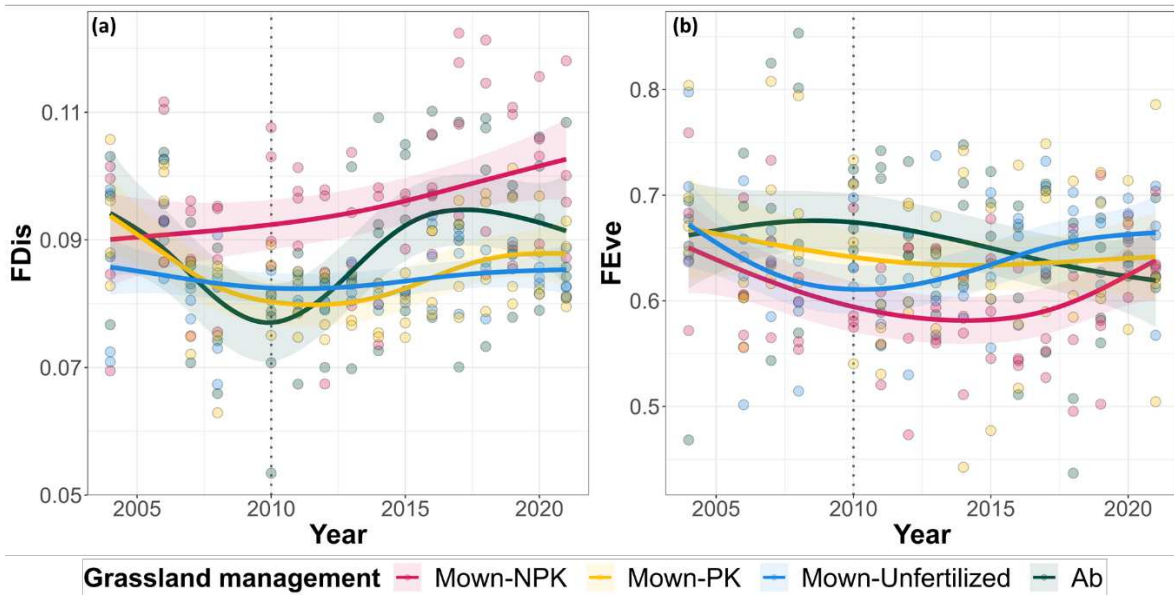 (a)
FDis
0.11
0.09
0.07
0.05
2005 2010 2015 2020
Year
(b)
FEve
0.8
0.7
0.6
0.5
2005 2010 2015 2020
Year
Grassland management Mown-NPK Mown-PK Mown-Unfertilized Ab